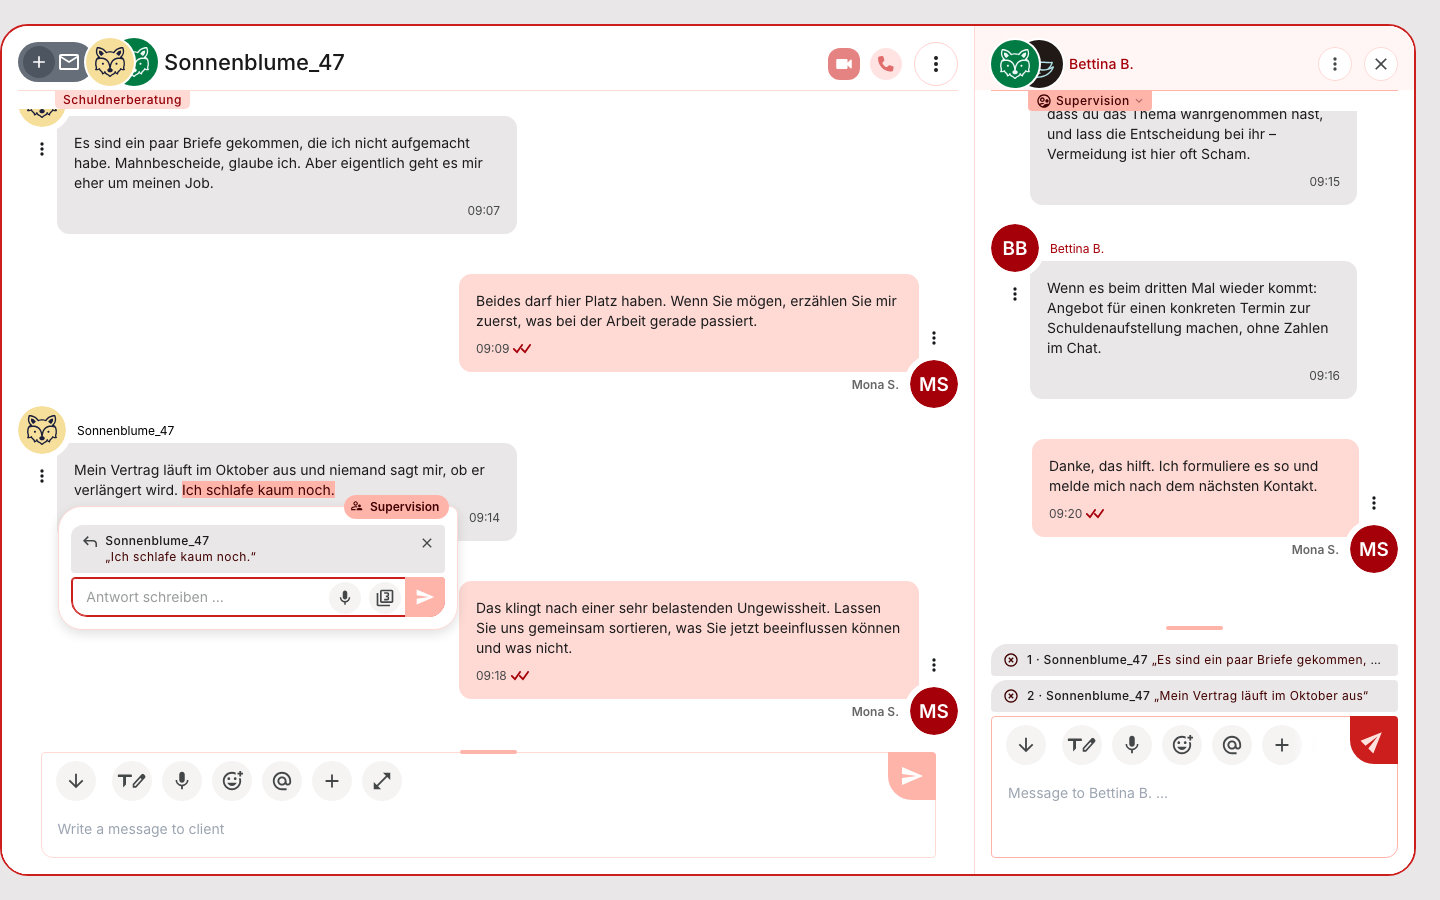 Sonnenblume_47
Schuldnerberatung
Es sind ein paar Briefe gekommen, die ich nicht aufgemacht
habe. Mahnbescheide, glaube ich. Aber eigentlich geht es mir
eher um meinen Job.
09:07
Beides darf hier Platz haben. Wenn Sie mögen, erzählen Sie mir
zuerst, was bei der Arbeit gerade passiert.
09:09
Mona S.
MS
Sonnenblume_47
Mein Vertrag läuft im Oktober aus und niemand sagt mir, ob er
verlängert wird. Ich schlafe kaum noch.
09:14
Supervision
Sonnenblume_47
„Ich schlafe kaum noch.“
Antwort schreiben ...
3
Das klingt nach einer sehr belastenden Ungewissheit. Lassen
Sie uns gemeinsam sortieren, was Sie jetzt beeinflussen können
und was nicht.
09:18
Mona S.
MS
Write a message to client
Bettina B.
Supervision
dass du das Thema wahrgenommen hast,
und lass die Entscheidung bei ihr –
Vermeidung ist hier oft Scham.
09:15
BB
Bettina B.
Wenn es beim dritten Mal wieder kommt:
Angebot für einen konkreten Termin zur
Schuldenaufstellung machen, ohne Zahlen
im Chat.
09:16
Danke, das hilft. Ich formuliere es so und
melde mich nach dem nächsten Kontakt.
09:20
Mona S.
MS
1 · Sonnenblume_47 „Es sind ein paar Briefe gekommen, ...
2 · Sonnenblume_47 „Mein Vertrag läuft im Oktober aus“
Message to Bettina B. ...